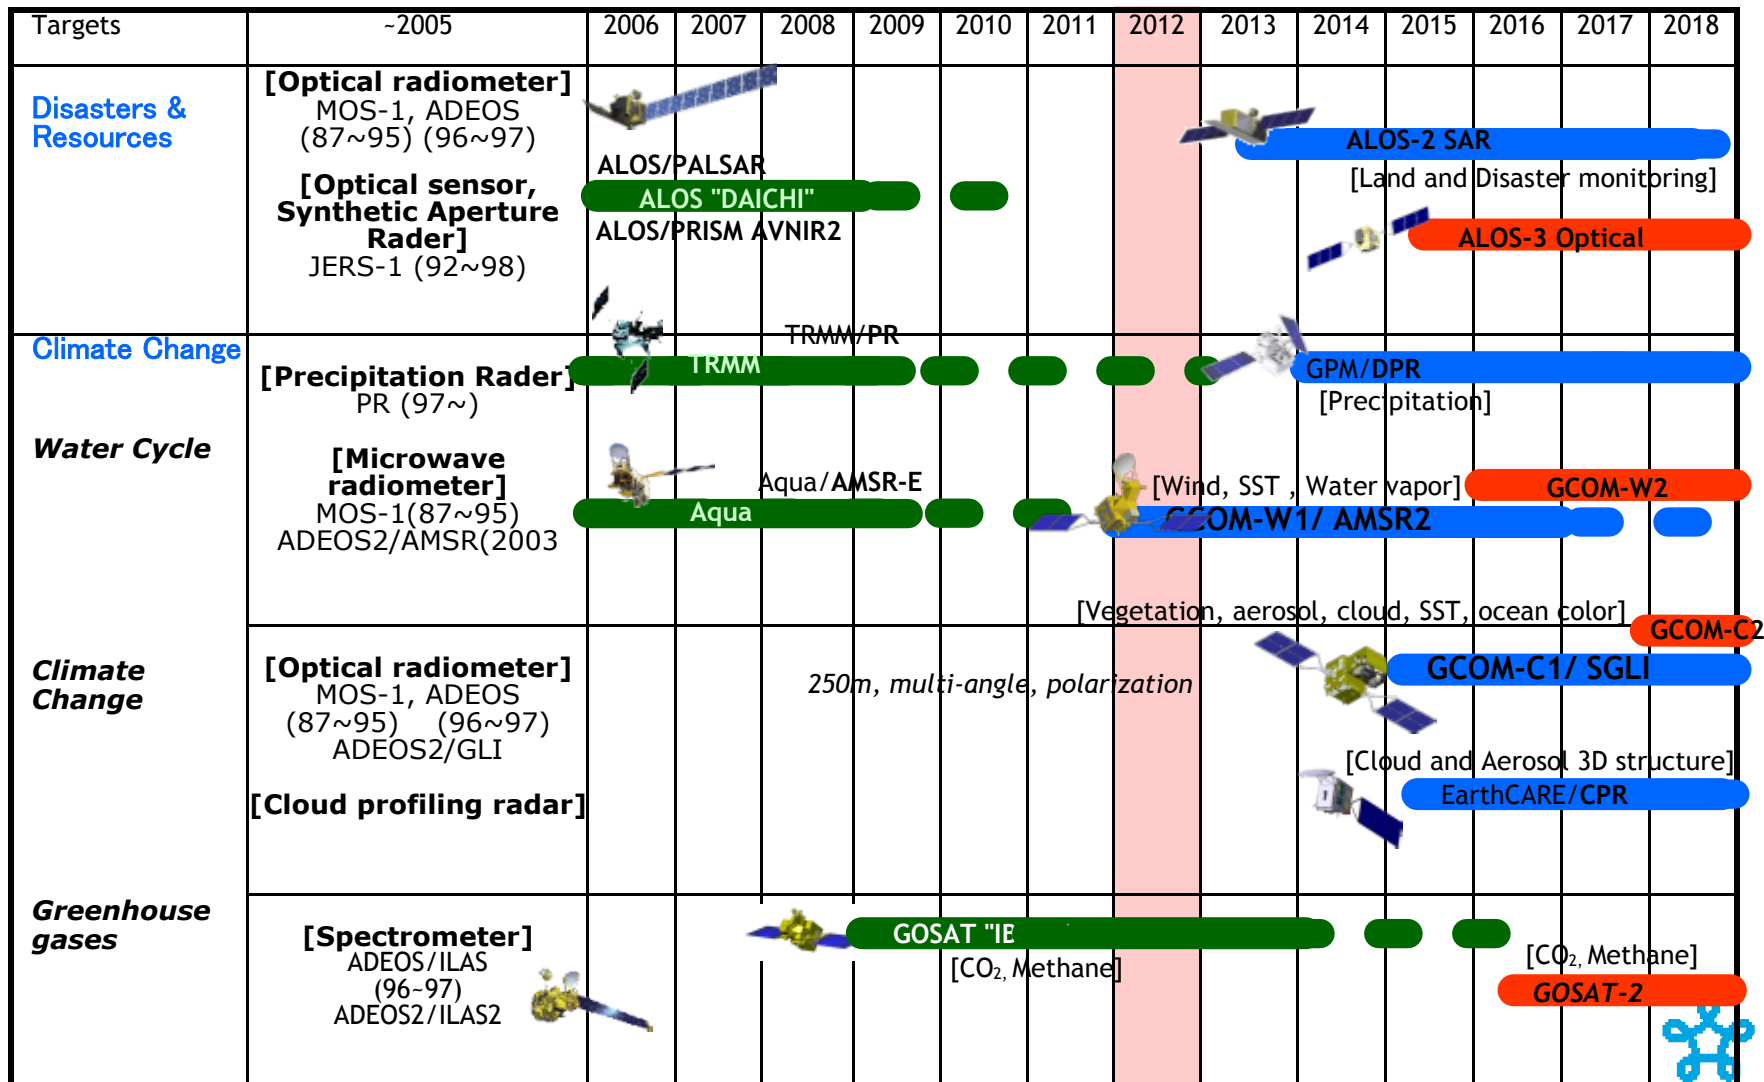 Targets ~2005 2006 2007 2008 2009 2010 2011 2012 2013 2014 2015 2016 2017 2018
Disasters &
Resources
[Optical radiometer]
MOS-1, ADEOS
(87~95) (96~97)
[Optical sensor,
Synthetic Aperture
Rader]
JERS-1 (92~98)
ALOS/PALSAR
ALOS "DAICHI"
ALOS/PRISM AVNIR2
ALOS-2 SAR
[Land and Disaster monitoring]
ALOS-3 Optical
Climate Change
Water Cycle
[Precipitation Rader]
PR (97~)
TRMM/PR
TRMM
GPM/DPR
[Precipitation]
[Microwave
radiometer]
MOS-1(87~95)
ADEOS2/AMSR(2003
Aqua/AMSR-E
Aqua
[Wind, SST , Water vapor]
GCOM-W2
GCOM-W1/ AMSR2
[Vegetation, aerosol, cloud, SST, ocean color]
GCOM-C2
Climate
Change
[Optical radiometer]
MOS-1, ADEOS
(87~95) (96~97)
ADEOS2/GLI
250m, multi-angle, polarization
GCOM-C1/ SGLI
[Cloud profiling radar]
[Cloud and Aerosol 3D structure]
EarthCARE/CPR
Greenhouse
gases
[Spectrometer]
ADEOS/ILAS
(96~97)
ADEOS2/ILAS2
GOSAT "IB
[CO₂, Methane]
[CO₂, Methane]
GOSAT-2